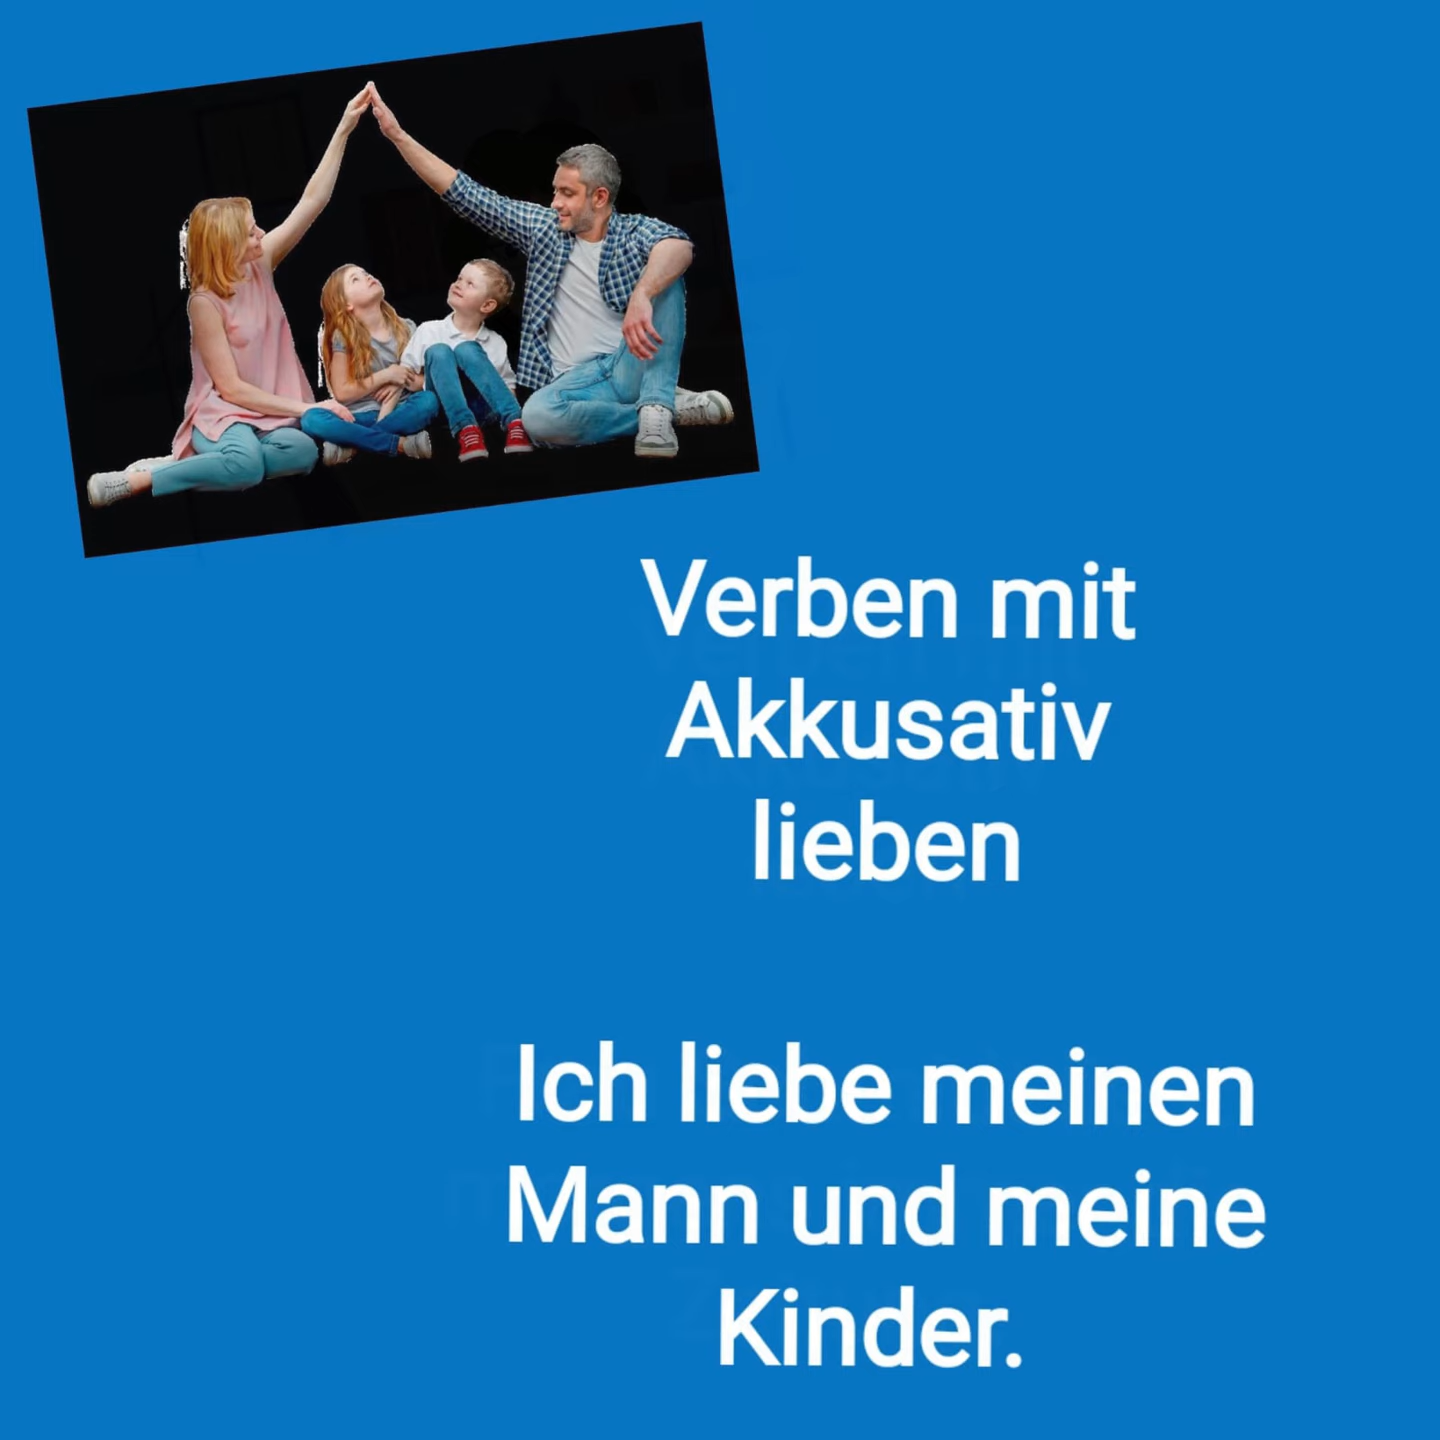 Verben mit
Akkusativ
lieben
Ich liebe meinen
Mann und meine
Kinder.